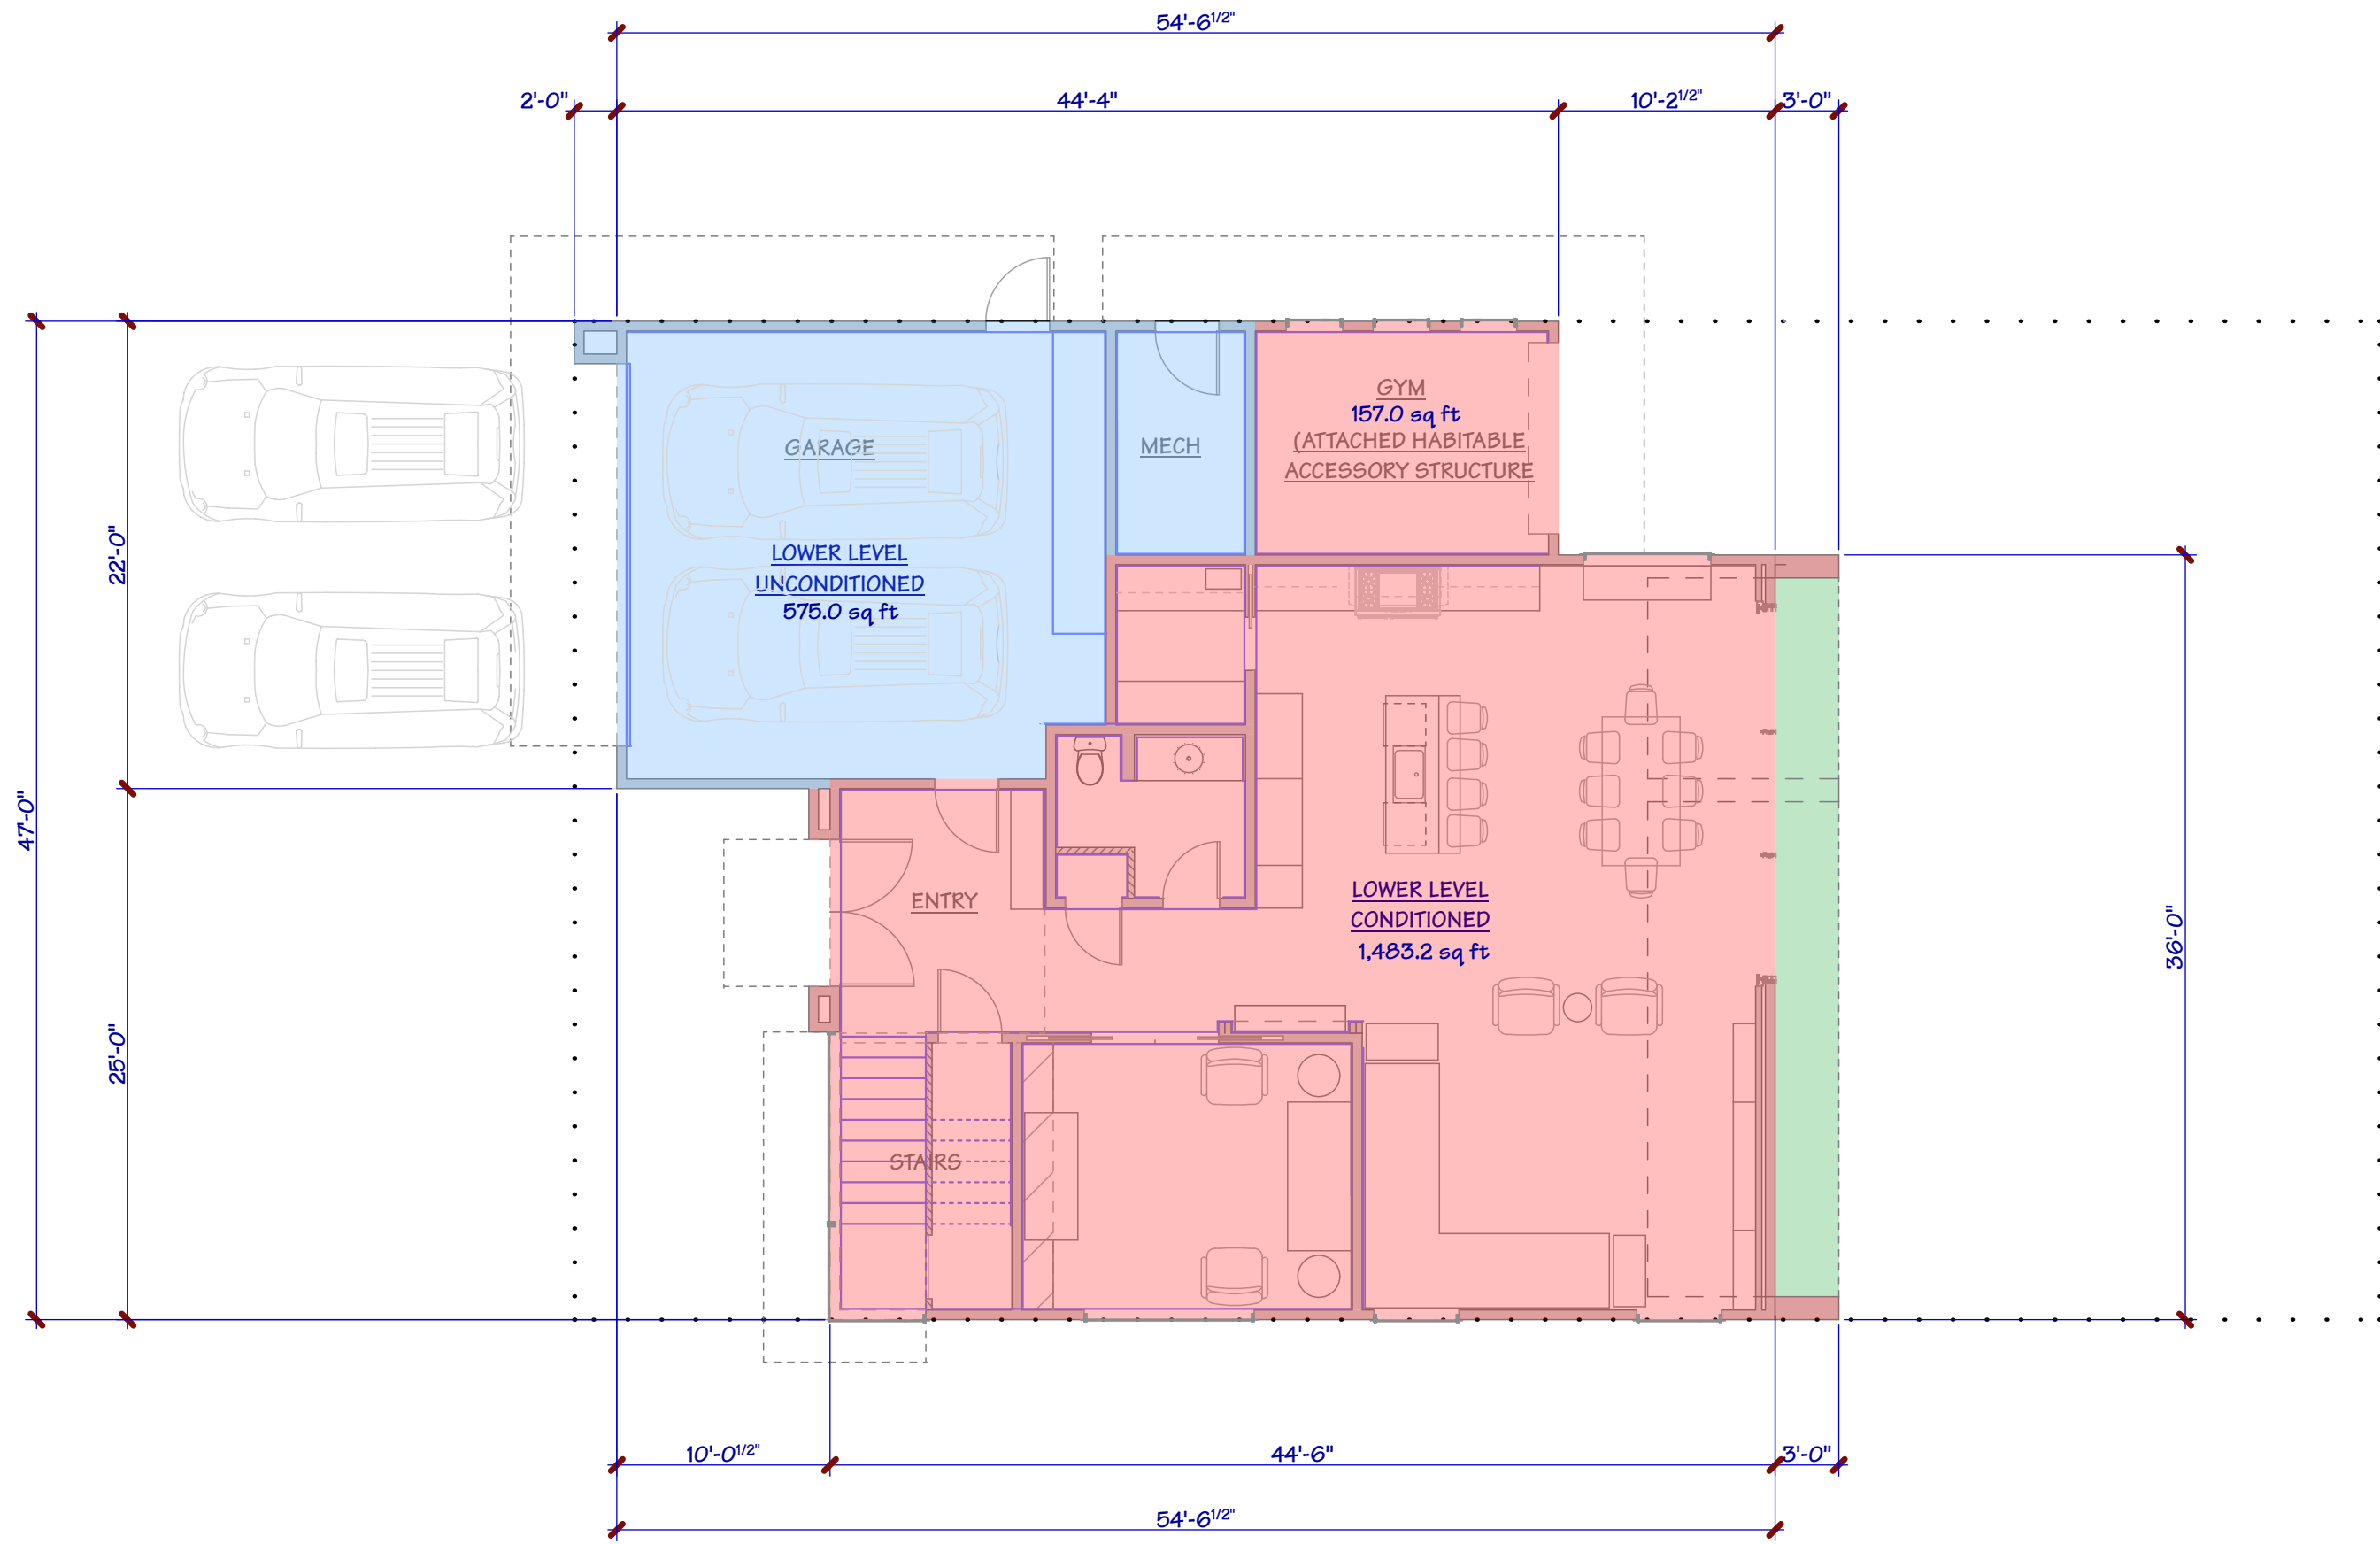 54'-6 1/2"
2'-0"
44'-4"
10'-2 1/2"
3'-0"
GYM
157.0 sq ft
(ATTACHED HABITABLE
ACCESSORY STRUCTURE
GARAGE
MECH
LOWER LEVEL
UNCONDITIONED
575.0 sq ft
22'-0"
47'-0"
ENTRY
LOWER LEVEL
CONDITIONED
1,483.2 sq ft
36'-0"
25'-0"
STAIRS
10'-0 1/2"
44'-6"
3'-0"
54'-6 1/2"